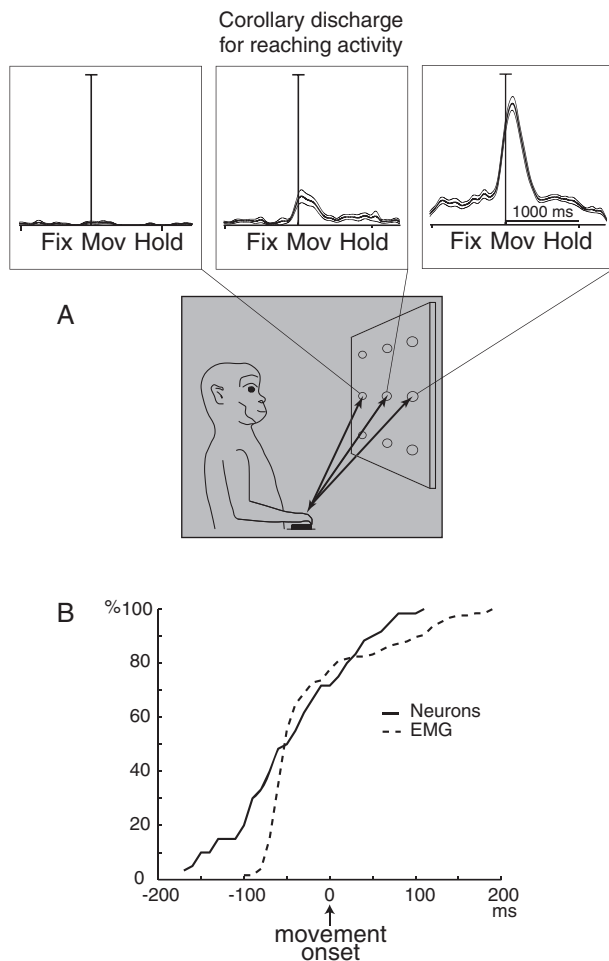 Corollary discharge
for reaching activity
Fix Mov Hold
Fix Mov Hold
1000 ms
Fix Mov Hold
A
B
%100
80
60
40
20
0
Neurons
EMG
-200 -100 0 100 200
ms
movement
onset